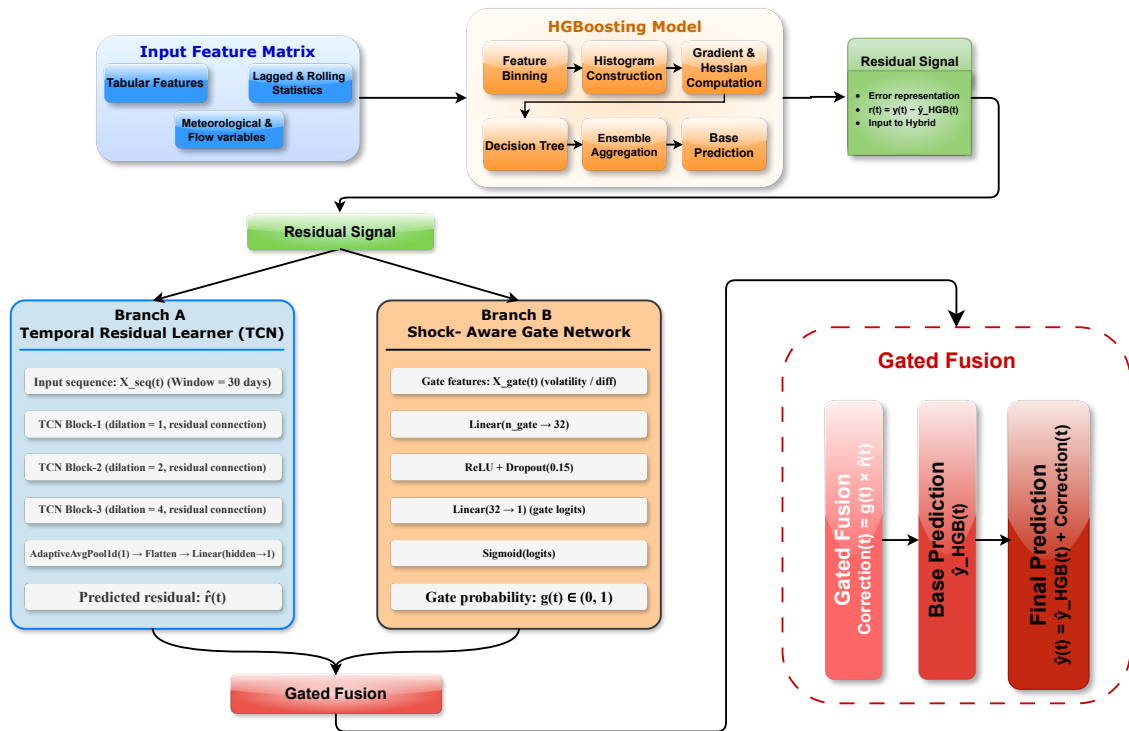 Input Feature Matrix
Tabular Features
Lagged & Rolling
Statistics
Meteorological &
Flow variables
HGBoosting Model
Feature
Binning
Histogram
Construction
Gradient &
Hessian
Computation
Decision Tree
Ensemble
Aggregation
Base
Prediction
Residual Signal
• Error representation
• r(t) = y(t) − ŷ_HGB(t)
• Input to Hybrid
Residual Signal
Branch A
Temporal Residual Learner (TCN)
Input sequence: X_seq(t) (Window = 30 days)
TCN Block-1 (dilation = 1, residual connection)
TCN Block-2 (dilation = 2, residual connection)
TCN Block-3 (dilation = 4, residual connection)
AdaptiveAvgPool1d(1) → Flatten → Linear(hidden→1)
Predicted residual: r̂(t)
Branch B
Shock- Aware Gate Network
Gate features: X_gate(t) (volatility / diff)
Linear(n_gate → 32)
ReLU + Dropout(0.15)
Linear(32 → 1) (gate logits)
Sigmoid(logits)
Gate probability: g(t) ∈ (0, 1)
Gated Fusion
Gated Fusion
Gated Fusion
Correction(t) = g(t) × r̂(t)
Base Prediction
ŷ_HGB(t)
Final Prediction
ŷ(t) = ŷ_HGB(t) + Correction(t)